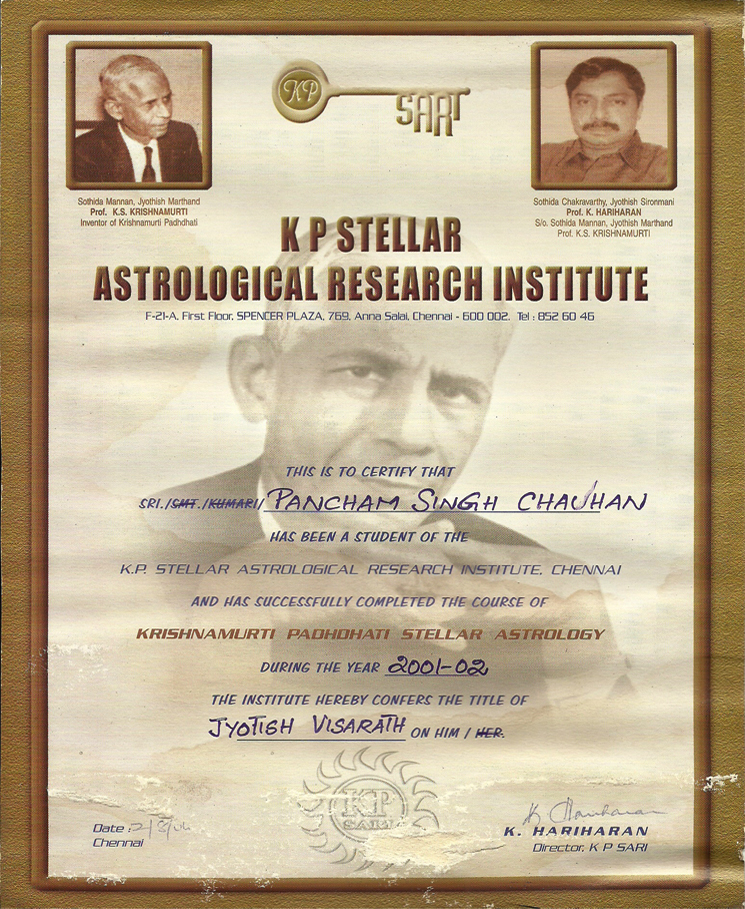 KP
SART
Sothida Mannan, Jyothish Marthand
Prof. K.S. KRISHNAMURTI
Inventor of Krishnamurti Padhdhati
Sothida Chakravarthy, Jyothish Sironmani
Prof. K. HARIHARAN
S/o. Sothida Mannan, Jyothish Marthand
Prof. K.S. KRISHNAMURTI
K P STELLAR
ASTROLOGICAL RESEARCH INSTITUTE
F-21-A, First Floor, SPENCER PLAZA, 769, Anna Salai, Chennai - 600 002. Tel : 852 60 46
THIS IS TO CERTIFY THAT
SRI./SMT./KUMARI/ PANCHAM SINGH CHAUHAN
HAS BEEN A STUDENT OF THE
K.P. STELLAR ASTROLOGICAL RESEARCH INSTITUTE, CHENNAI
AND HAS SUCCESSFULLY COMPLETED THE COURSE OF
KRISHNAMURTI PADHDHATI STELLAR ASTROLOGY
DURING THE YEAR 2001-02
THE INSTITUTE HEREBY CONFERS THE TITLE OF
JYOTISH VISARATH ON HIM / HER.
KP
SARI
Date :
Chennai
K Hariharan
K. HARIHARAN
Director, K P SARI